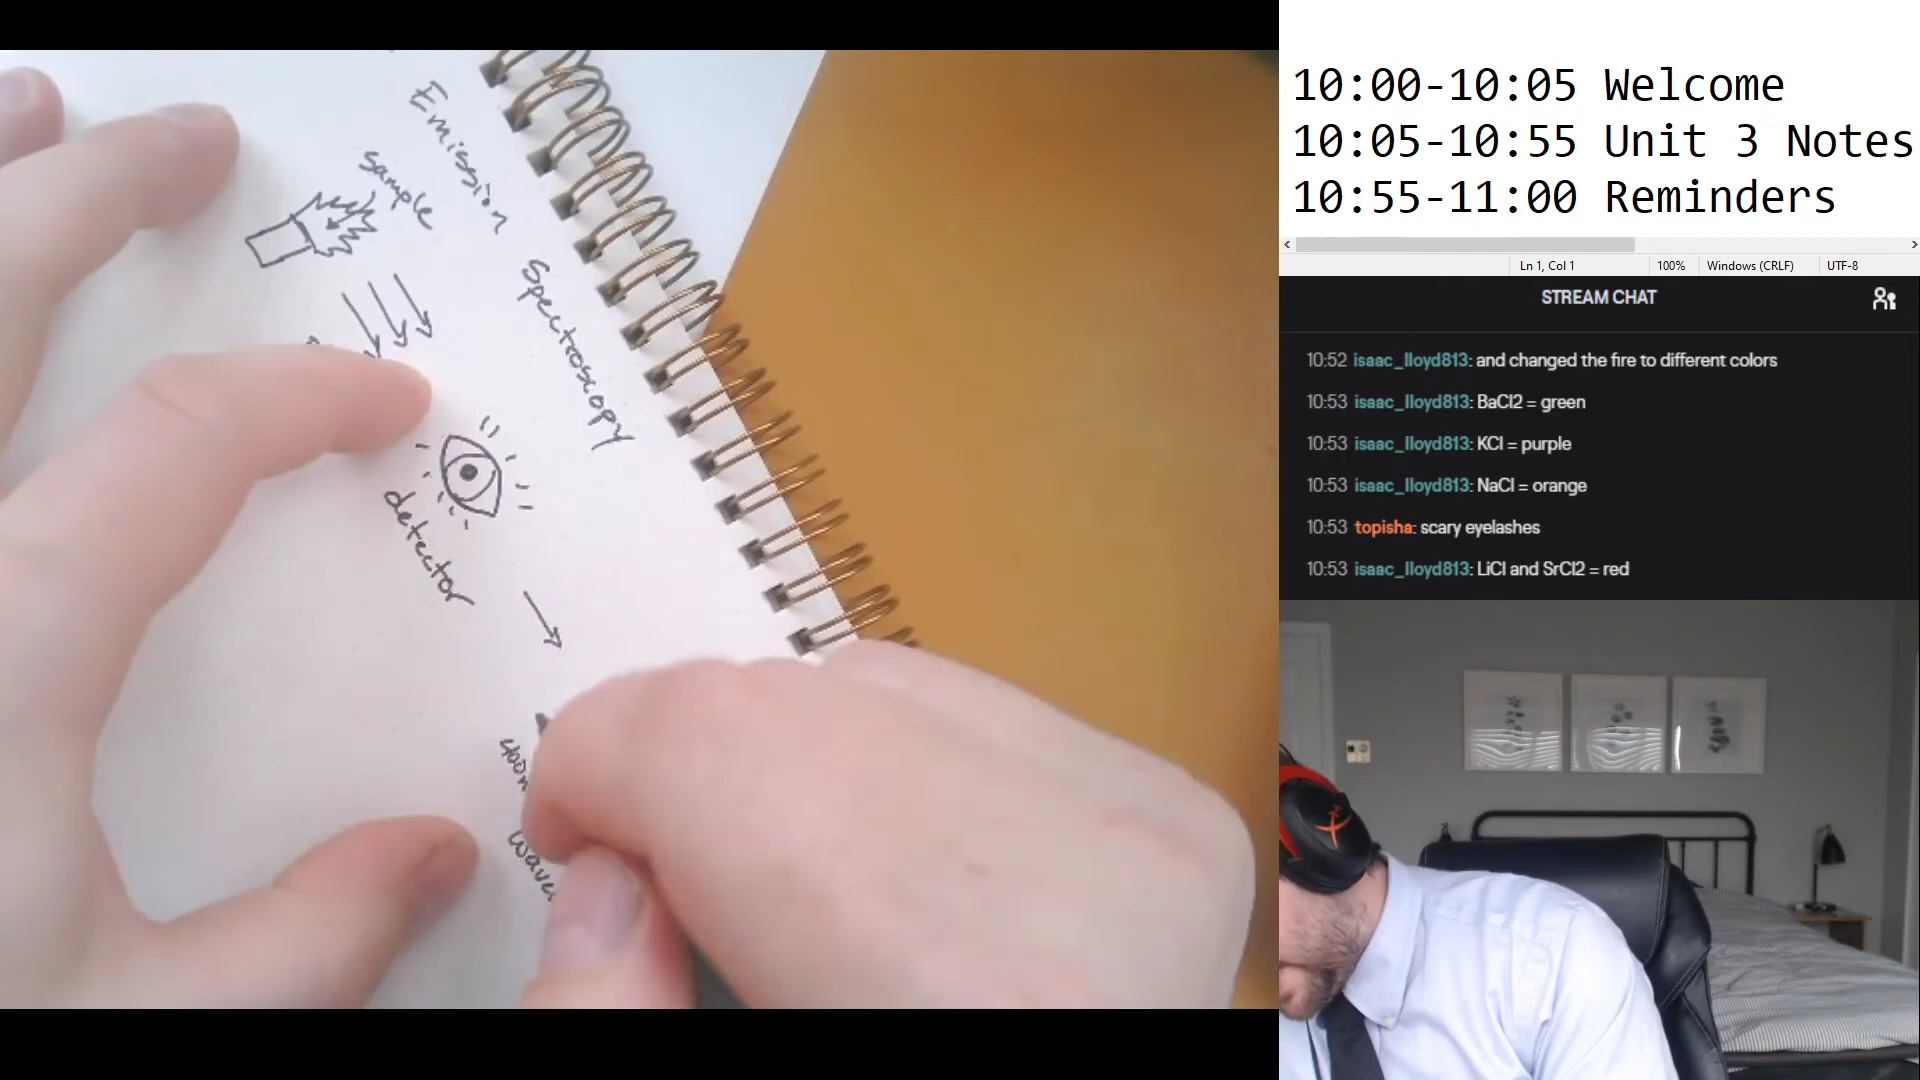 Emission Spectroscopy
sample
detector
10:00-10:05 Welcome
10:05-10:55 Unit 3 Notes
10:55-11:00 Reminders
Ln 1, Col 1
100%
Windows (CRLF)
UTF-8
STREAM CHAT
10:52 isaac_lloyd813: and changed the fire to different colors
10:53 isaac_lloyd813: BaCl2 = green
10:53 isaac_lloyd813: KCl = purple
10:53 isaac_lloyd813: NaCl = orange
10:53 topisha: scary eyelashes
10:53 isaac_lloyd813: LiCl and SrCl2 = red